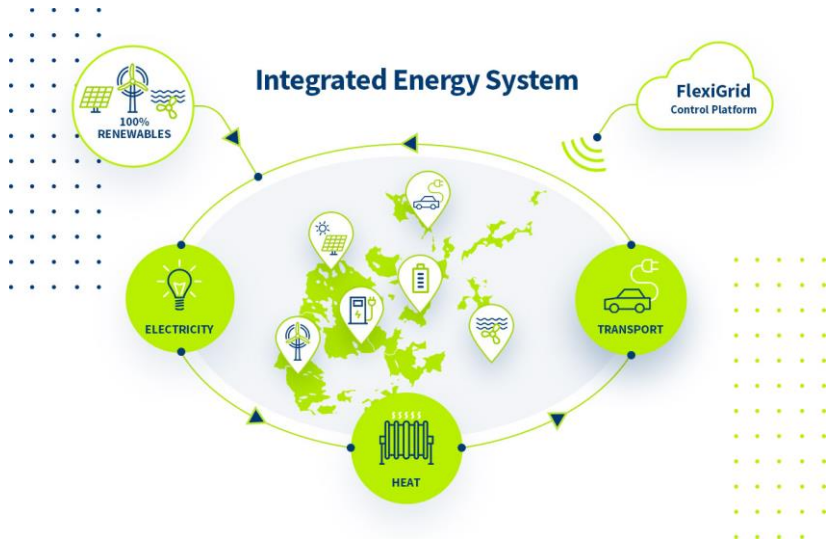 Integrated Energy System
100%
RENEWABLES
FlexiGrid
Control Platform
ELECTRICITY
TRANSPORT
HEAT